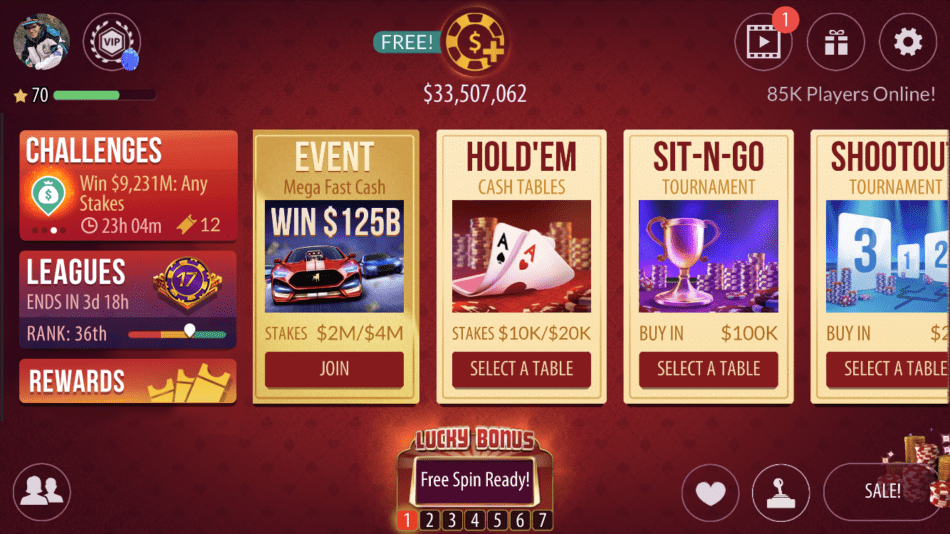 VIP
FREE!
$
1
70
$33,507,062
85K Players Online!
CHALLENGES
Win $9,231M: Any
Stakes
23h 04m
12
$
LEAGUES
17
ENDS IN 3d 18h
RANK: 36th
REWARDS
EVENT
Mega Fast Cash
WIN $125B
STAKES $2M/$4M
JOIN
HOLD'EM
CASH TABLES
A A
STAKES $10K/$20K
SELECT A TABLE
SIT-N-GO
TOURNAMENT
BUY IN $100K
SELECT A TABLE
SHOOTOU
TOURNAMENT
3 1 2
BUY IN $2
SELECT A TABLE
LUCKY BONUS
Free Spin Ready!
1 2 3 4 5 6 7
SALE!